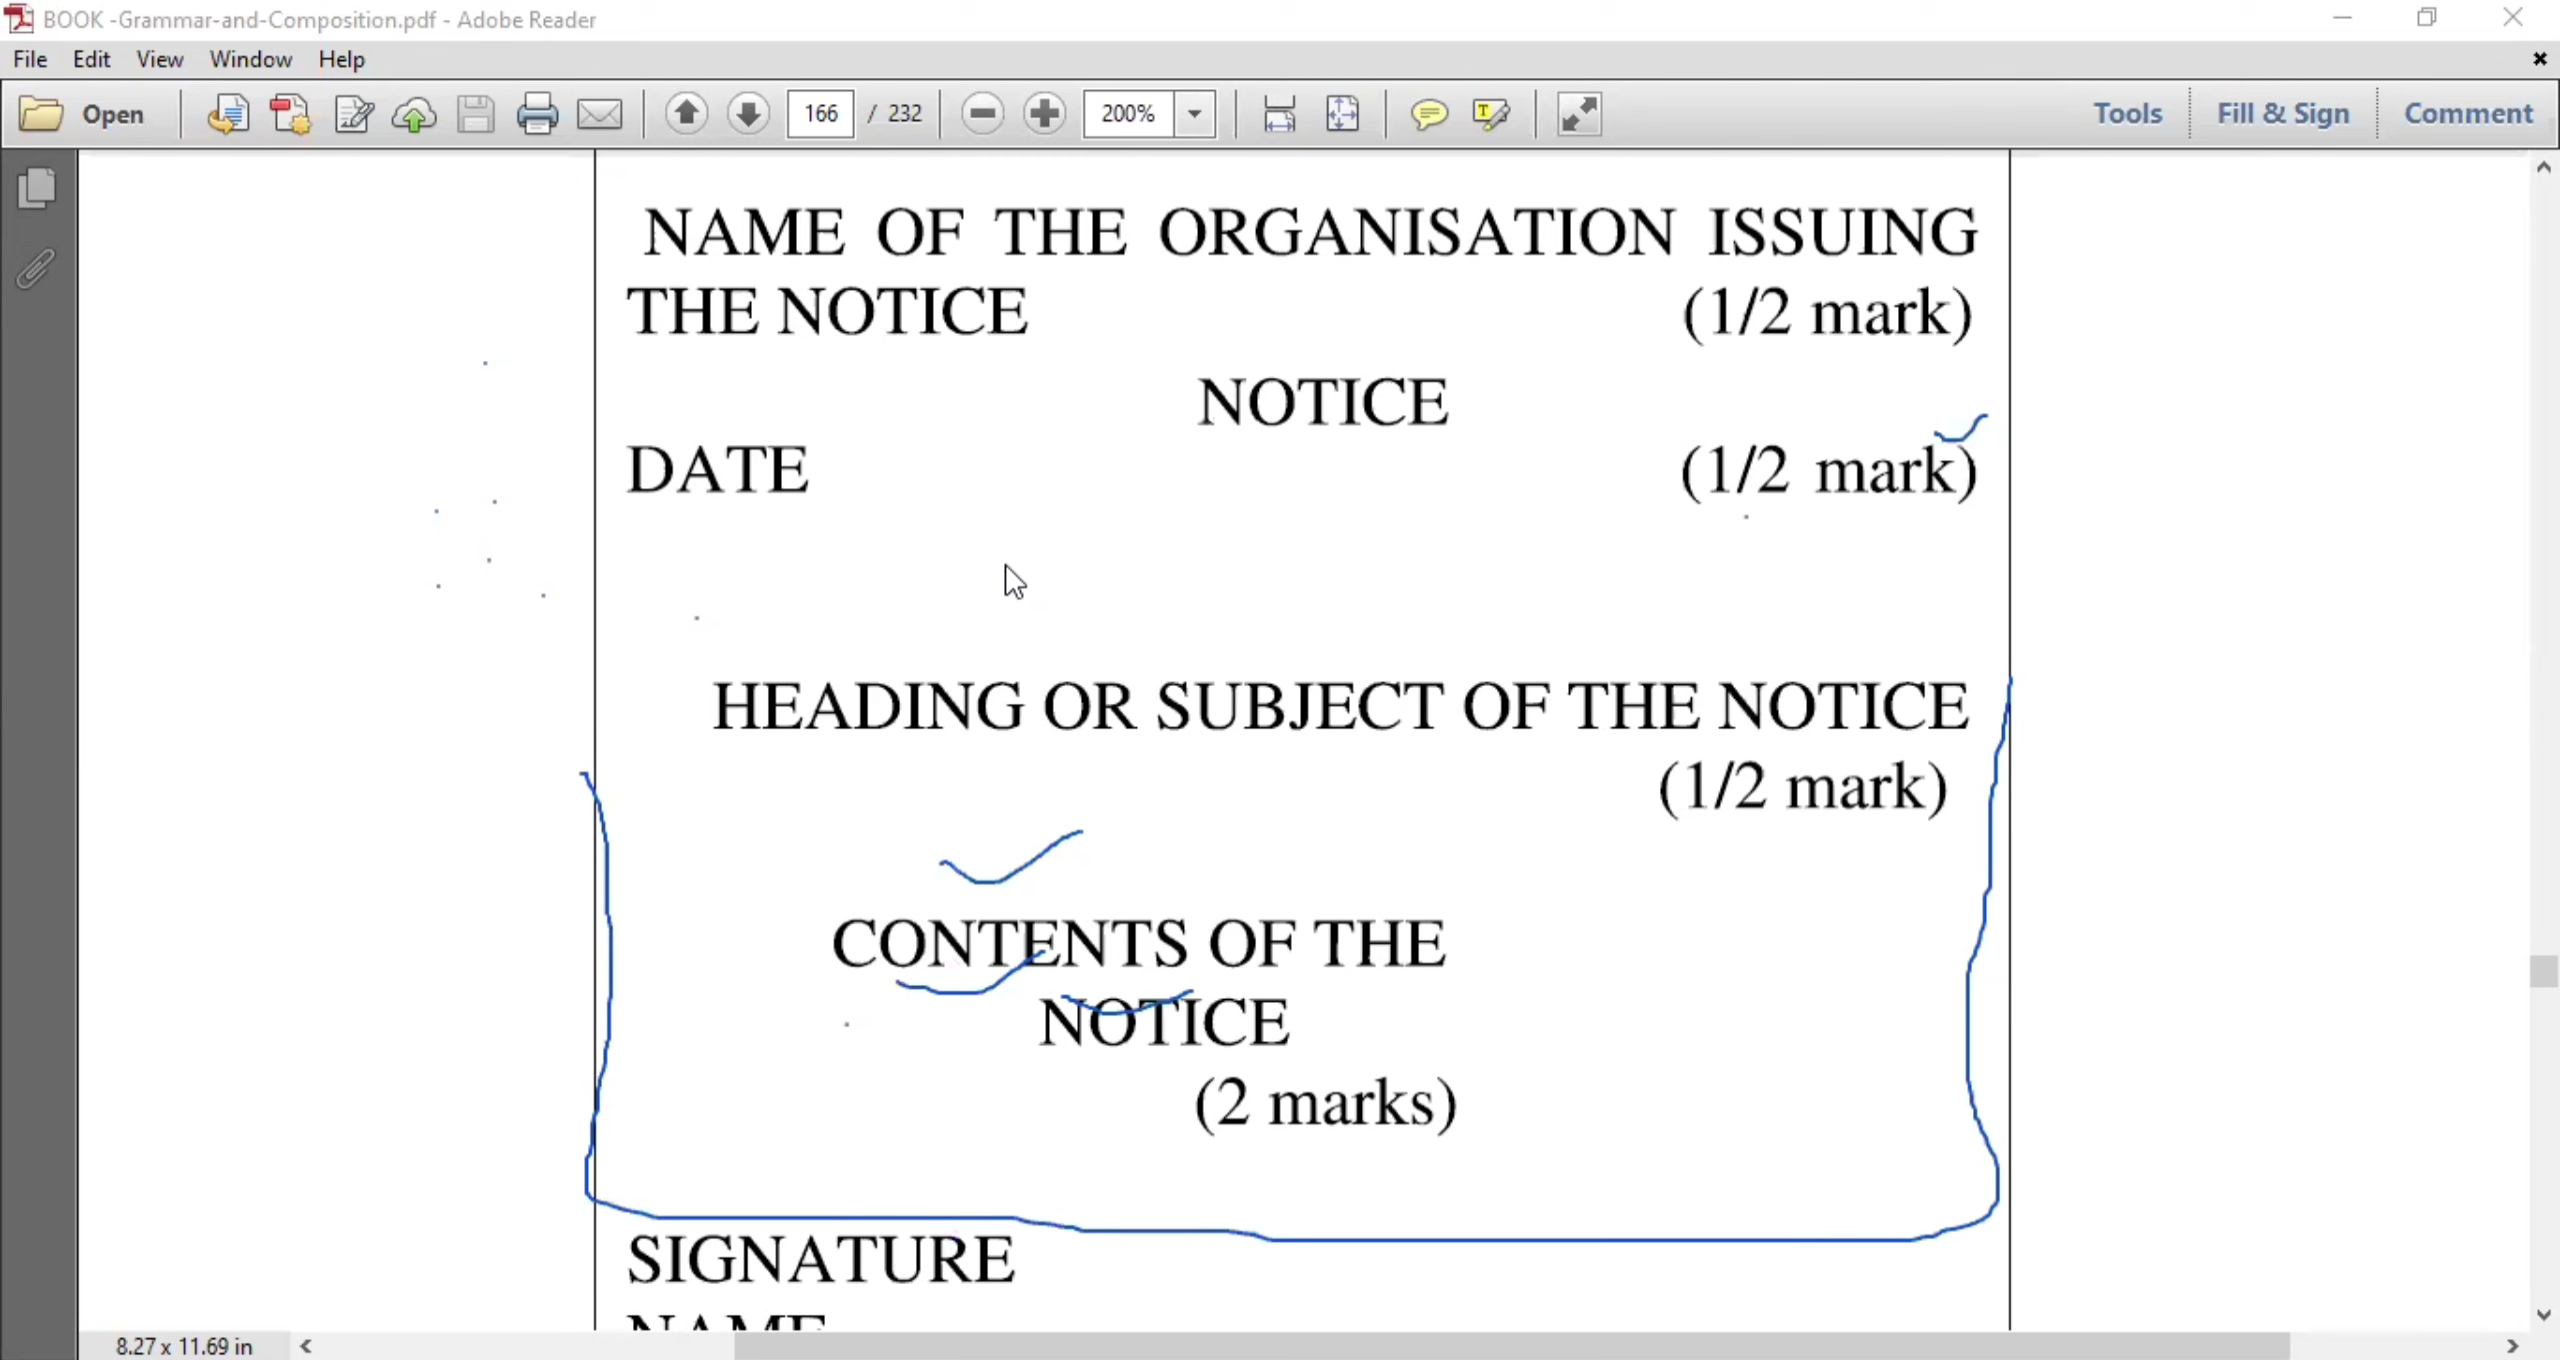 BOOK -Grammar-and-Composition.pdf - Adobe Reader
File Edit View Window Help
Open 166 / 232 200% Tools Fill & Sign Comment
NAME OF THE ORGANISATION ISSUING
THE NOTICE (1/2 mark)
NOTICE
DATE (1/2 mark)
HEADING OR SUBJECT OF THE NOTICE
(1/2 mark)
CONTENTS OF THE
NOTICE
(2 marks)
SIGNATURE
NAME
8.27 x 11.69 in